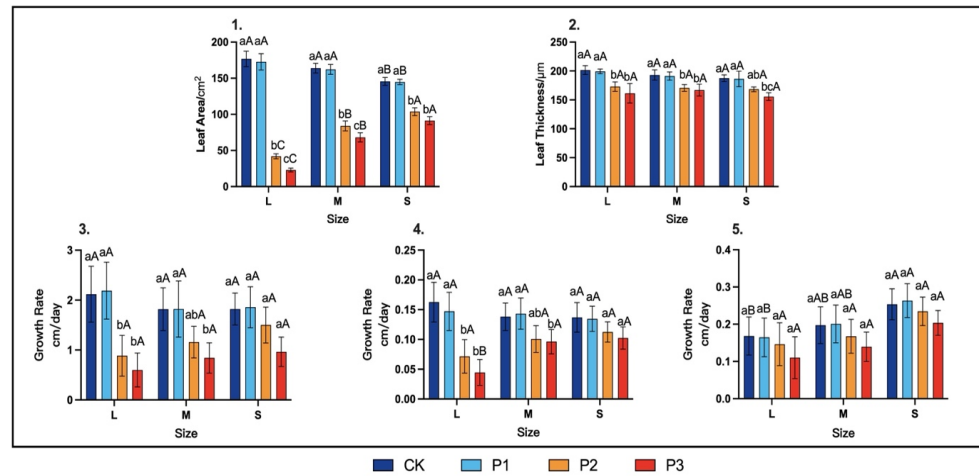 1.
Leaf Area/cm²
200
150
100
50
0
aA aA bC cC aA aA bB cB aB aB bA bA
L M S
Size
2.
Leaf Thickness/μm
250
200
150
100
50
0
aA aA bA bA aA aA bA bA aA aA abA bcA
L M S
Size
3.
Growth Rate
cm/day
3
2
1
0
aA aA bA bA aA aA abA bA aA aA aA aA
L M S
Size
4.
Growth Rate
cm/day
0.25
0.20
0.15
0.10
0.05
0.00
aA aA bA bB aA aA abA bA aA aA aA aA
L M S
Size
5.
Growth Rate
cm/day
0.4
0.3
0.2
0.1
0.0
aB aB aA aA aAB aAB aA aA aA aA aA aA
L M S
Size
CK P1 P2 P3